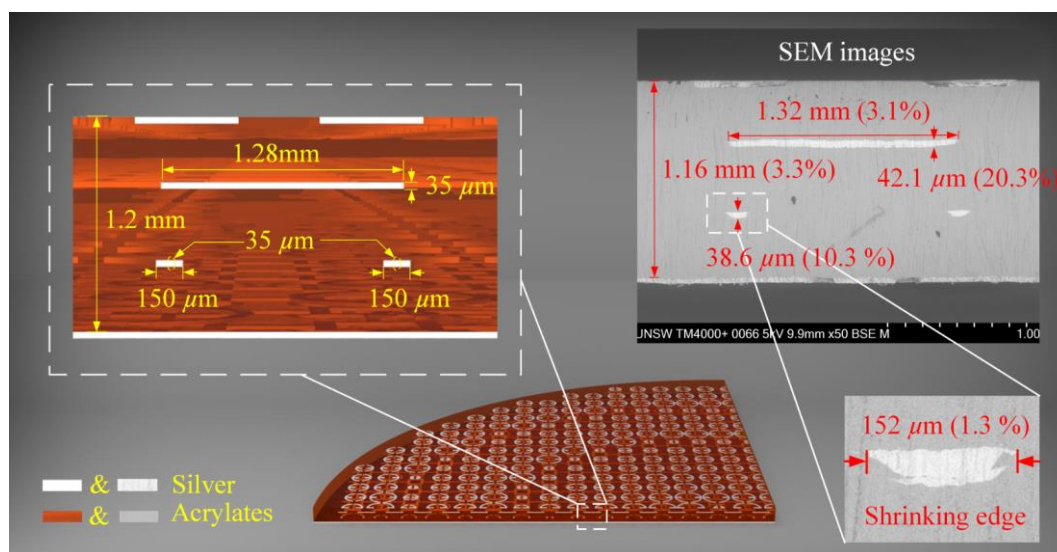 1.28mm
35 µm
1.2 mm
35 µm
150 µm
150 µm
SEM images
1.32 mm (3.1%)
1.16 mm (3.3%)
42.1 µm (20.3%)
38.6 µm (10.3 %)
UNSW TM4000+ 0066 5kV 9.9mm x50 BSE M
1.00
152 µm (1.3 %)
Shrinking edge
& Silver
& Acrylates